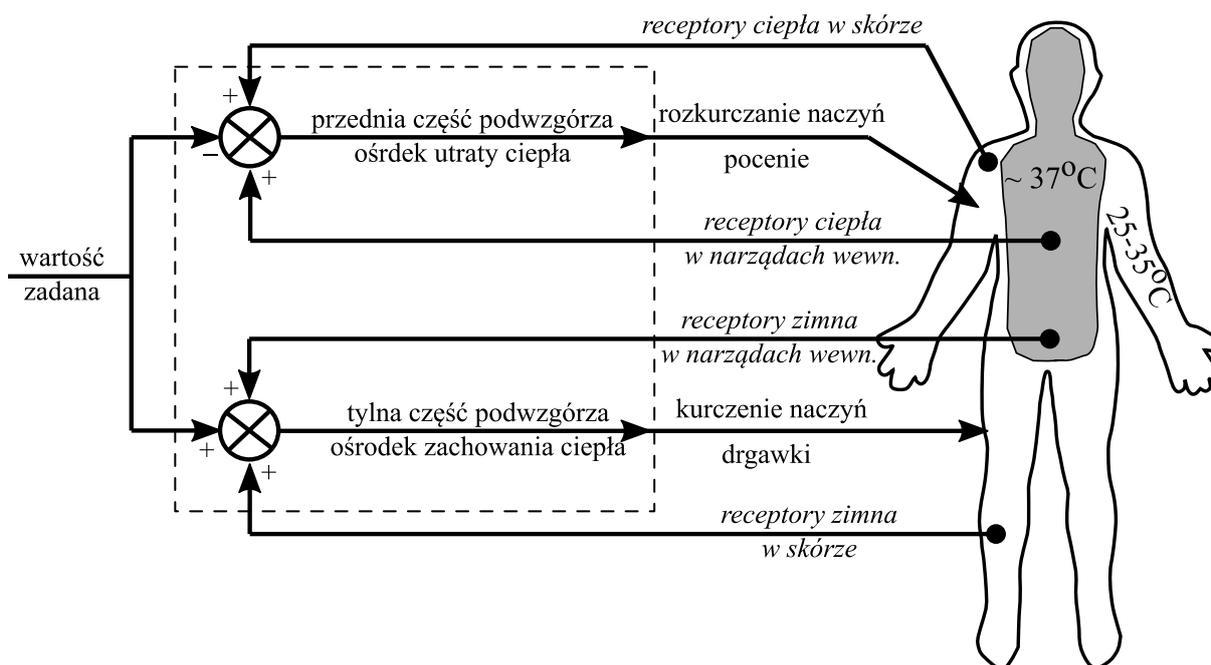 receptory ciepła w skórze
+
przednia część podwzgórza
ośrdek utraty ciepła
rozkurczanie naczyń
pocenie
−
+
~ 37°C
receptory ciepła
w narządach wewn.
25-35°C
wartość
zadana
receptory zimna
w narządach wewn.
+
tylna część podwzgórza
ośrodek zachowania ciepła
kurczenie naczyń
drgawki
+
+
receptory zimna
w skórze